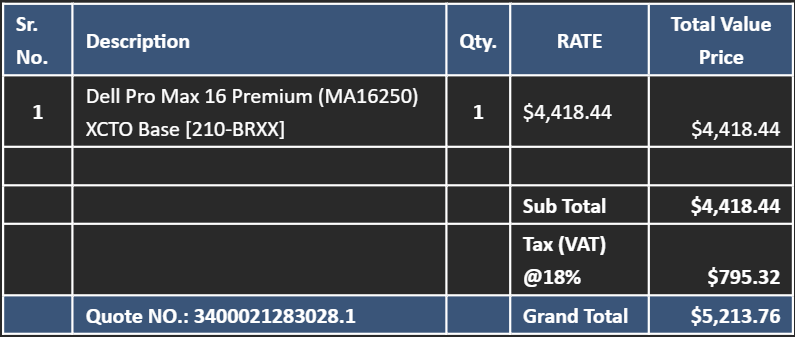 Sr. No. Description Qty. RATE Total Value Price
1 Dell Pro Max 16 Premium (MA16250) 1 $4,418.44 $4,418.44
XCTO Base [210-BRXX]
Sub Total $4,418.44
Tax (VAT)
@18% $795.32
Quote NO.: 3400021283028.1 Grand Total $5,213.76